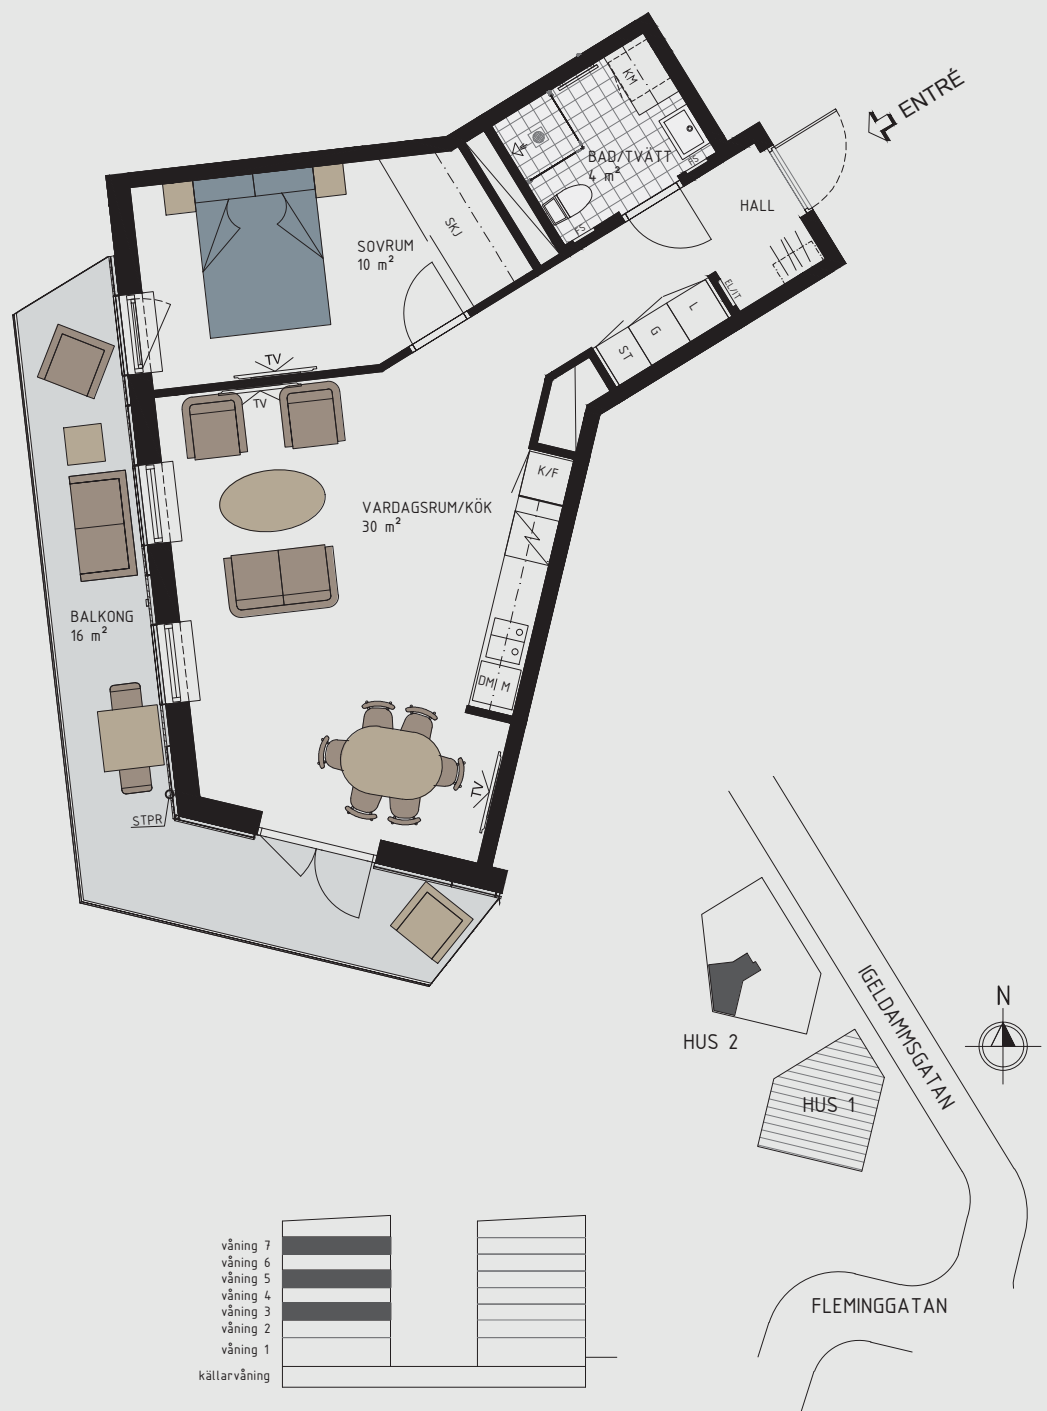 ENTRÉ
KM
BAD/TVÄTT
4 m²
HS
HALL
FS
SKJ
SOVRUM
10 m²
EL/IT
L
G
ST
TV
TV
K/F
VARDAGSRUM/KÖK
30 m²
BALKONG
16 m²
DM M
TV
STPR
IGELDAMMSGATAN
N
HUS 2
HUS 1
våning 7
våning 6
våning 5
våning 4
våning 3
våning 2
våning 1
källarvåning
FLEMINGGATAN